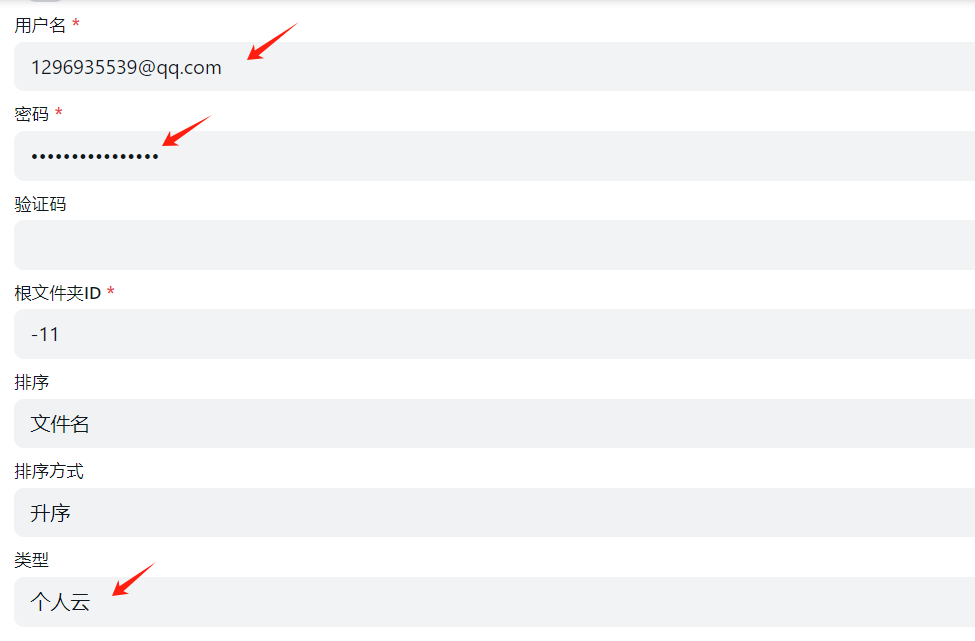 用户名 *
1296935539@qq.com
密码 *
••••••••••••••••
验证码
根文件夹ID *
-11
排序
文件名
排序方式
升序
类型
个人云